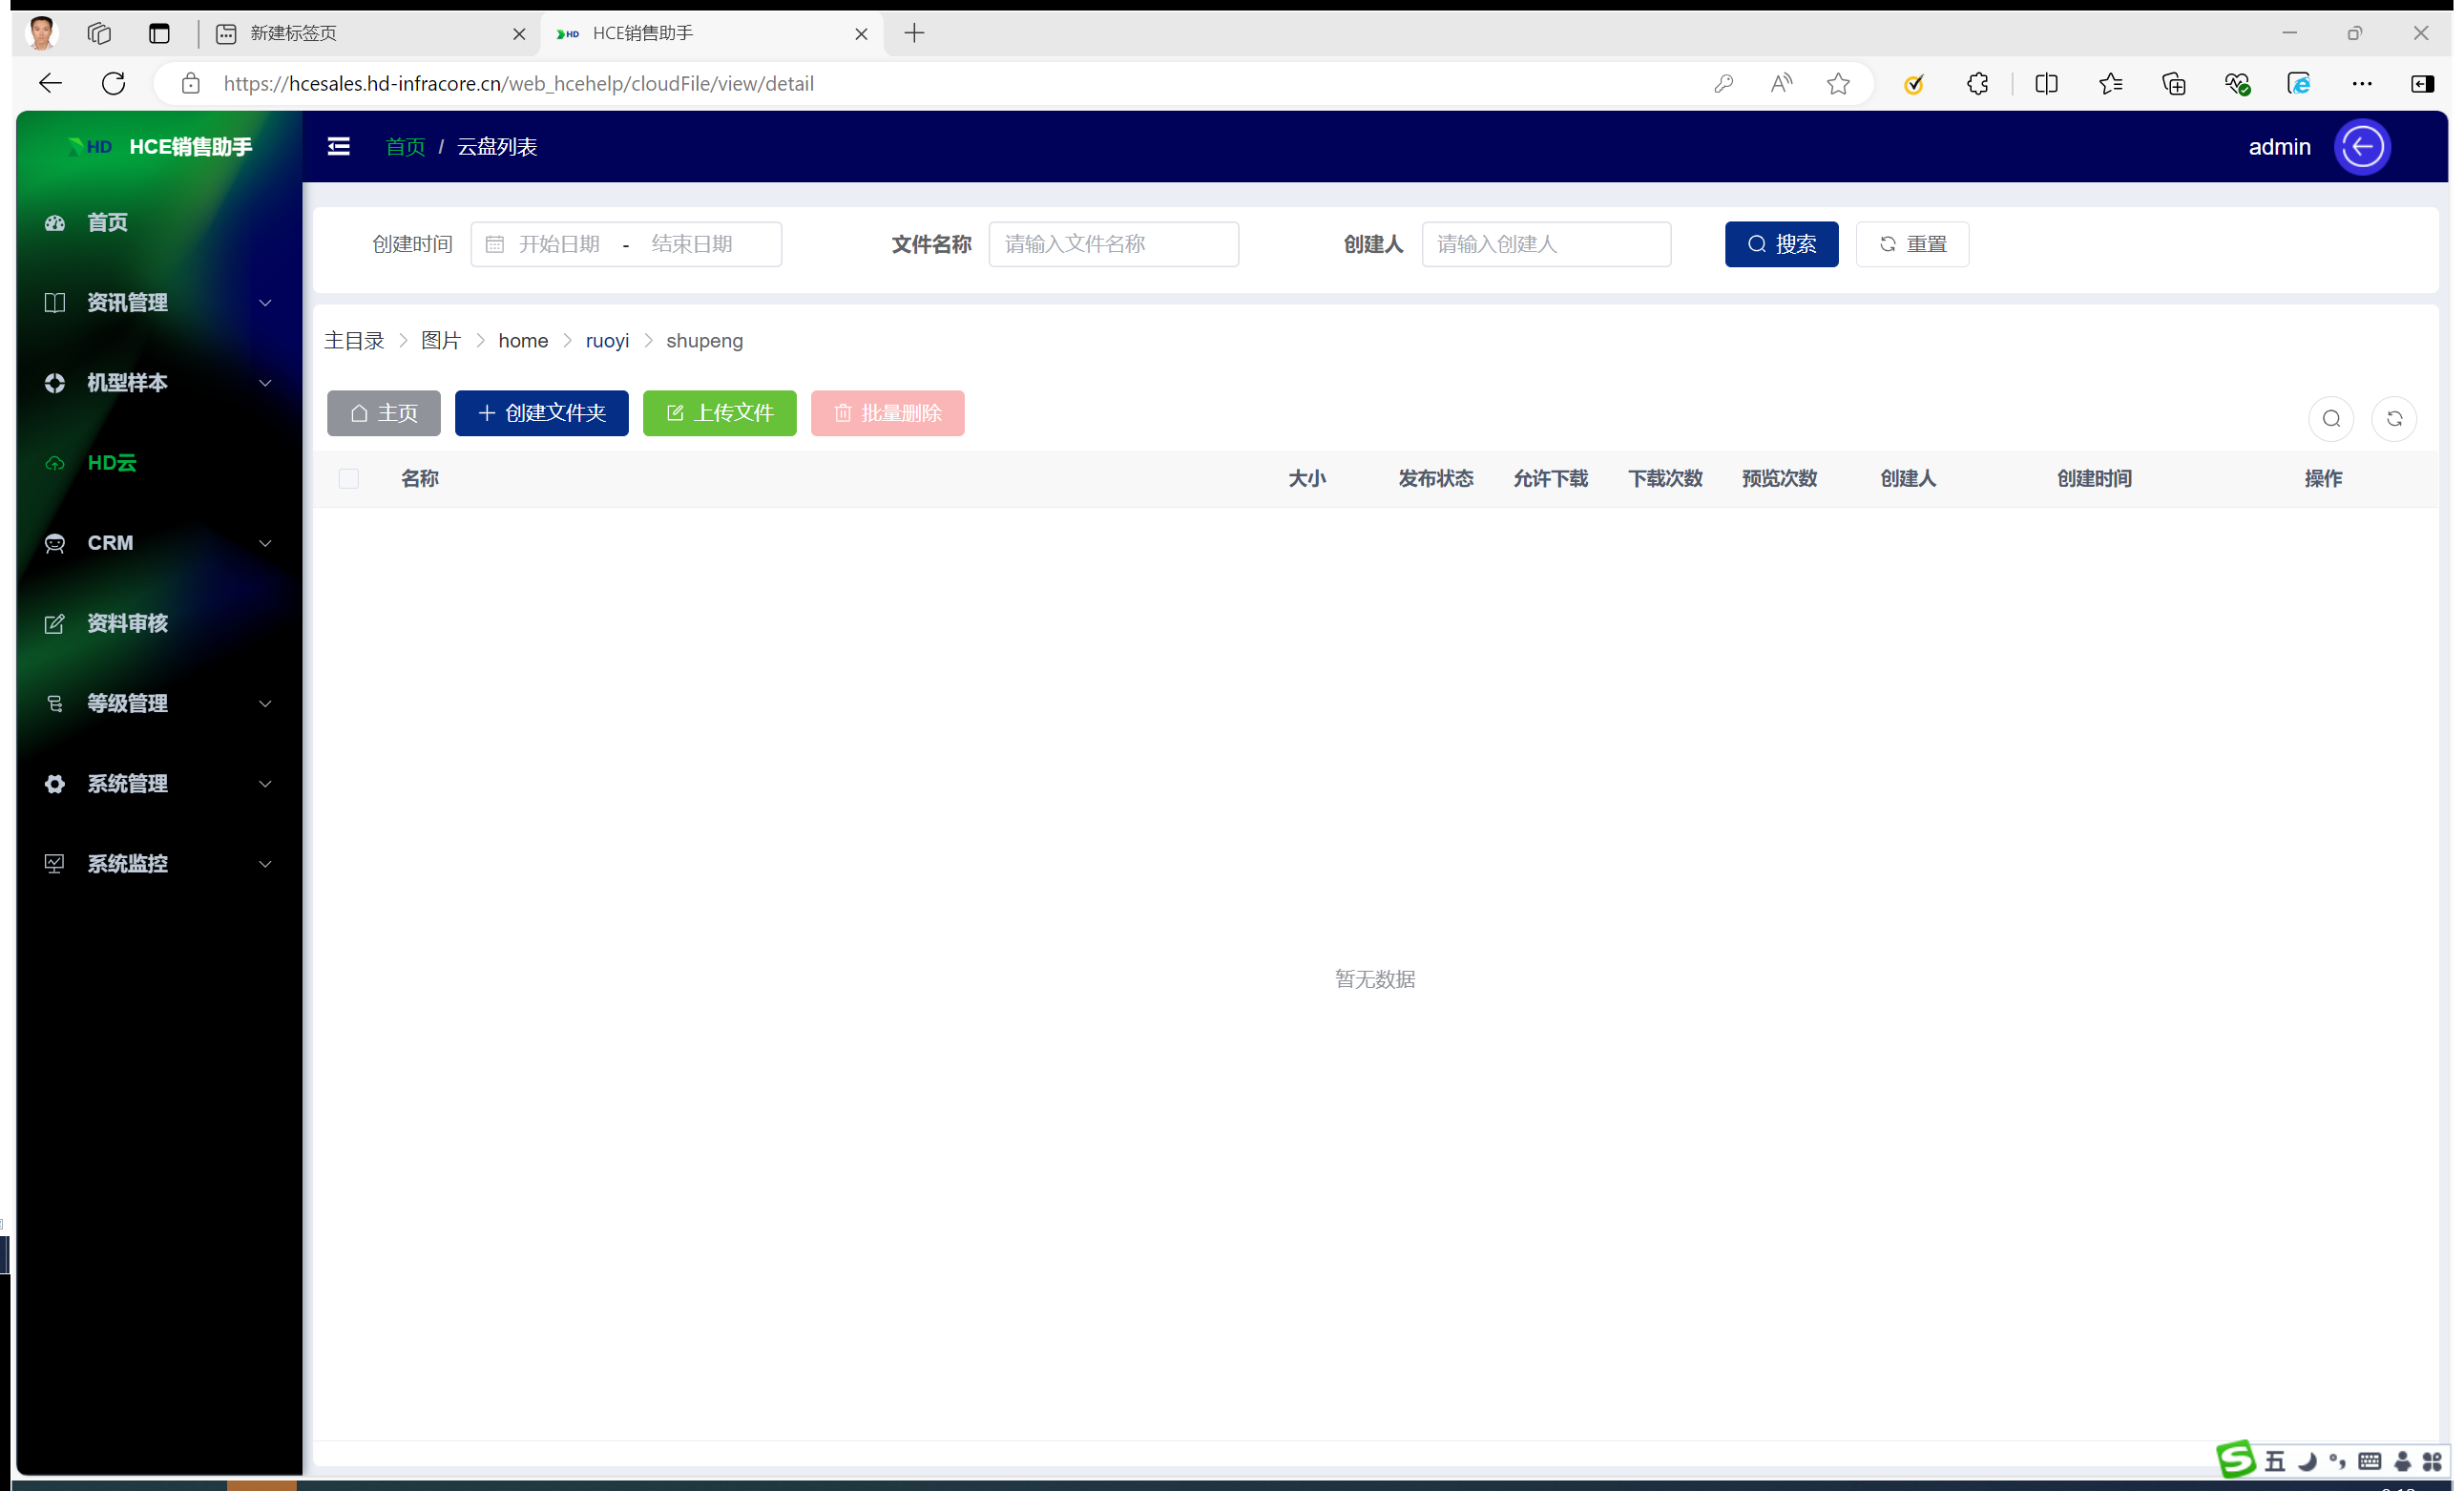 新建标签页
HD HCE销售助手
https://hcesales.hd-infracore.cn/web_hcehelp/cloudFile/view/detail
HD HCE销售助手
首页 / 云盘列表
admin
首页
资讯管理
机型样本
HD云
CRM
资料审核
等级管理
系统管理
系统监控
创建时间 开始日期 - 结束日期 文件名称 请输入文件名称 创建人 请输入创建人 搜索 重置
主目录 > 图片 > home > ruoyi > shupeng
主页 创建文件夹 上传文件 批量删除
名称 大小 发布状态 允许下载 下载次数 预览次数 创建人 创建时间 操作
暂无数据
五